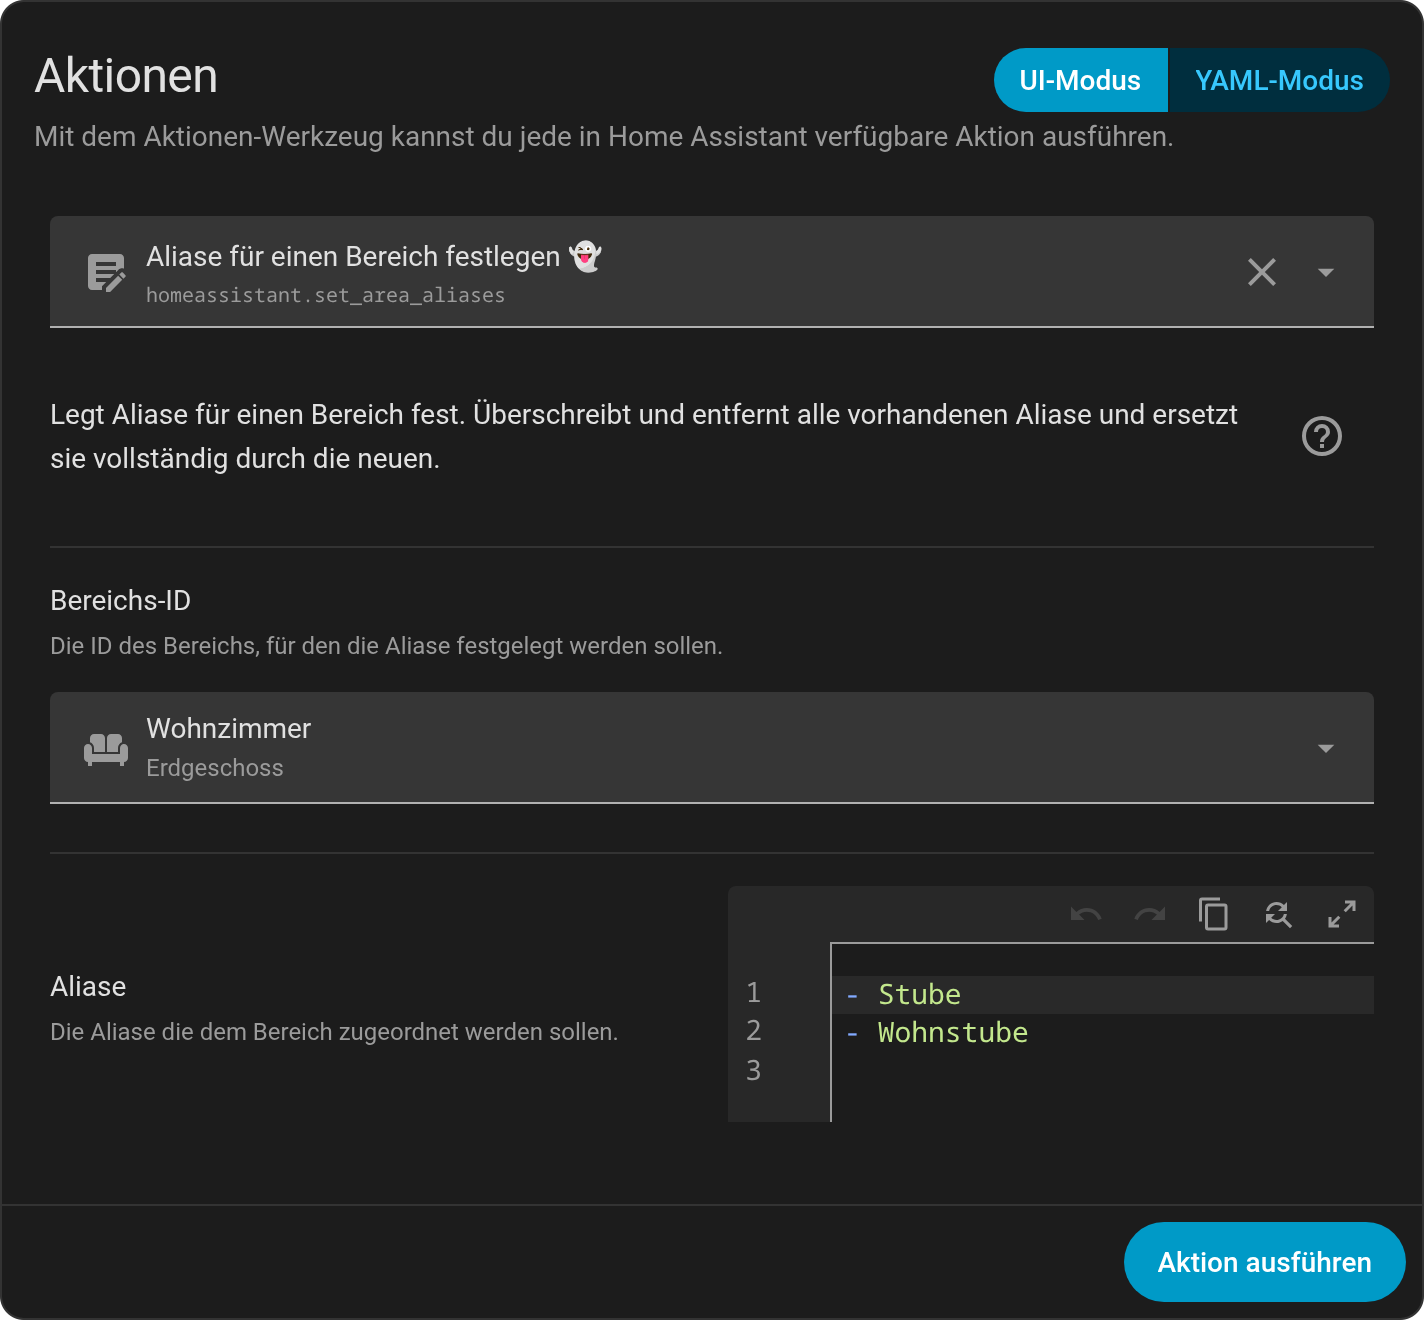 Aktionen
UI-Modus
YAML-Modus
Mit dem Aktionen-Werkzeug kannst du jede in Home Assistant verfügbare Aktion ausführen.
Aliase für einen Bereich festlegen 👻
homeassistant.set_area_aliases
Legt Aliase für einen Bereich fest. Überschreibt und entfernt alle vorhandenen Aliase und ersetzt
sie vollständig durch die neuen.
Bereichs-ID
Die ID des Bereichs, für den die Aliase festgelegt werden sollen.
Wohnzimmer
Erdgeschoss
Aliase
Die Aliase die dem Bereich zugeordnet werden sollen.
1 - Stube
2 - Wohnstube
3
Aktion ausführen